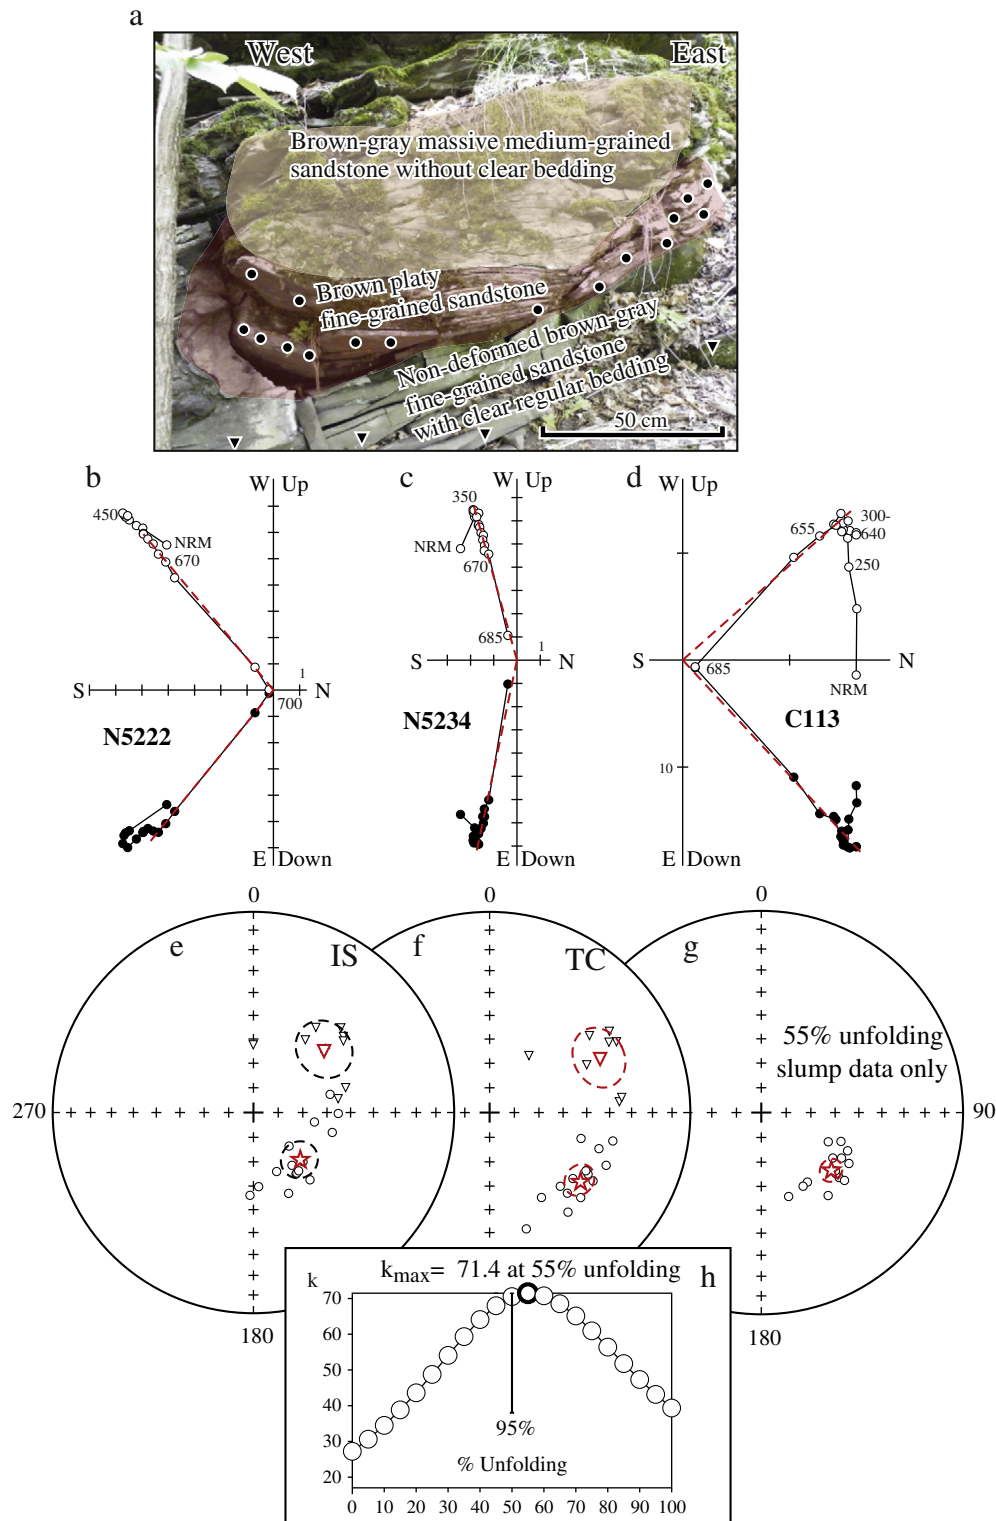 a
West
East
Brown-gray massive medium-grained
sandstone without clear bedding
Brown platy
fine-grained sandstone
Non-deformed brown-gray
fine-grained sandstone
with clear regular bedding
50 cm
b
W Up
450
NRM
670
S
1
N
700
N5222
E Down
c
W Up
350
NRM
670
685
S
1
N
N5234
E Down
d
W Up
655
300-
640
250
S
N
685
NRM
C113
10
E Down
0
0
0
e
IS
f
TC
g
55% unfolding
slump data only
270
90
180
180
h
k
kmax= 71.4 at 55% unfolding
70
60
50
40
30
20
95%
% Unfolding
0 10 20 30 40 50 60 70 80 90 100